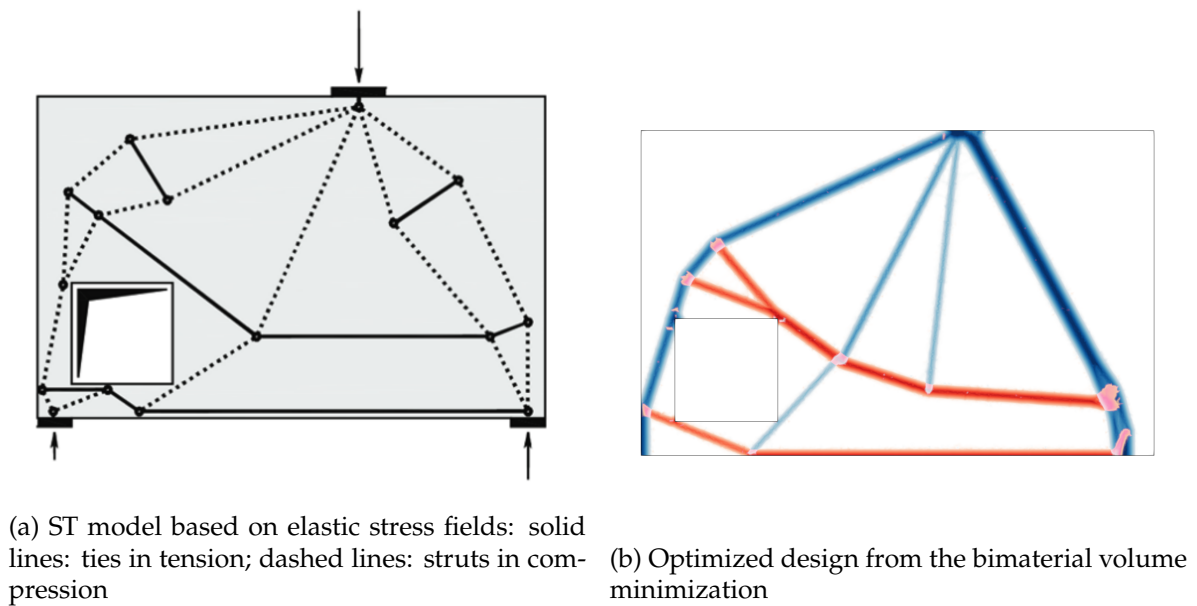 (a) ST model based on elastic stress fields: solid
lines: ties in tension; dashed lines: struts in com-
pression
(b) Optimized design from the bimaterial volume
minimization